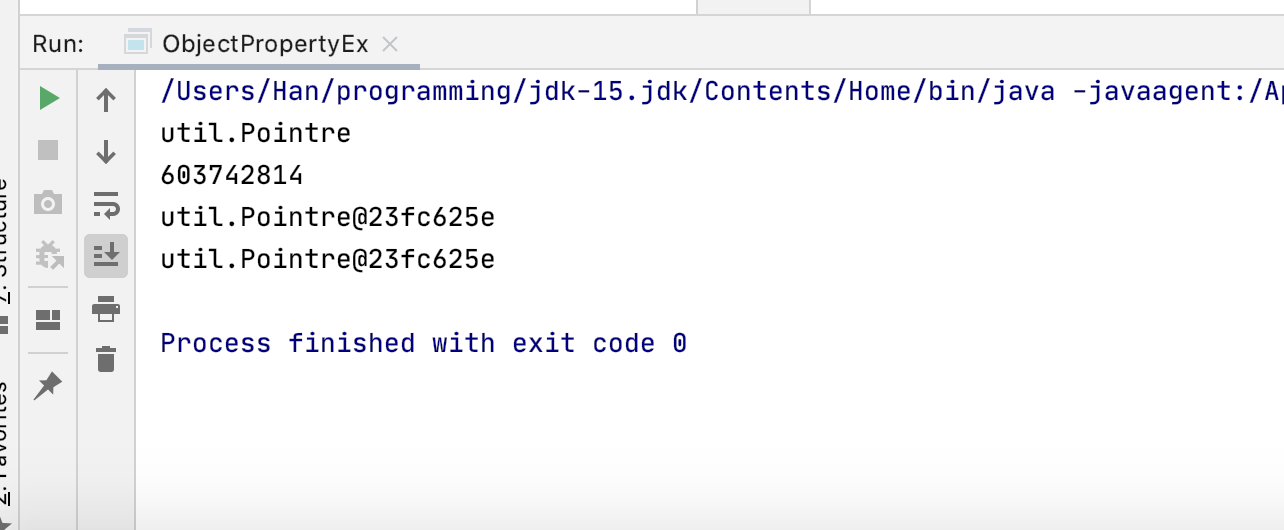 Run: ObjectPropertyEx
/Users/Han/programming/jdk-15.jdk/Contents/Home/bin/java -javaagent:/Ap
util.Pointre
603742814
util.Pointre@23fc625e
util.Pointre@23fc625e
Process finished with exit code 0
7: Structure
2: Favorites